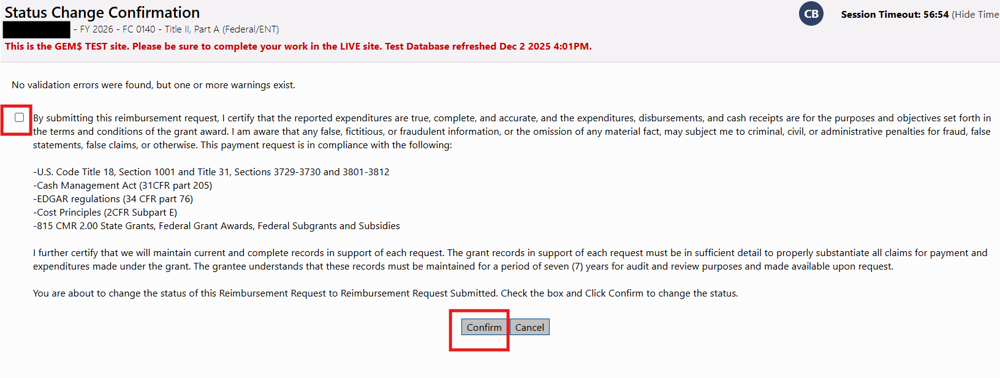 Status Change Confirmation
CB
Session Timeout: 56:54 (Hide Time
- FY 2026 - FC 0140 - Title II, Part A (Federal/ENT)
This is the GEM$ TEST site. Please be sure to complete your work in the LIVE site. Test Database refreshed Dec 2 2025 4:01PM.
No validation errors were found, but one or more warnings exist.
By submitting this reimbursement request, I certify that the reported expenditures are true, complete, and accurate, and the expenditures, disbursements, and cash receipts are for the purposes and objectives set forth in
the terms and conditions of the grant award. I am aware that any false, fictitious, or fraudulent information, or the omission of any material fact, may subject me to criminal, civil, or administrative penalties for fraud, false
statements, false claims, or otherwise. This payment request is in compliance with the following:
-U.S. Code Title 18, Section 1001 and Title 31, Sections 3729-3730 and 3801-3812
-Cash Management Act (31CFR part 205)
-EDGAR regulations (34 CFR part 76)
-Cost Principles (2CFR Subpart E)
-815 CMR 2.00 State Grants, Federal Grant Awards, Federal Subgrants and Subsidies
I further certify that we will maintain current and complete records in support of each request. The grant records in support of each request must be in sufficient detail to properly substantiate all claims for payment and
expenditures made under the grant. The grantee understands that these records must be maintained for a period of seven (7) years for audit and review purposes and made available upon request.
You are about to change the status of this Reimbursement Request to Reimbursement Request Submitted. Check the box and Click Confirm to change the status.
Confirm
Cancel